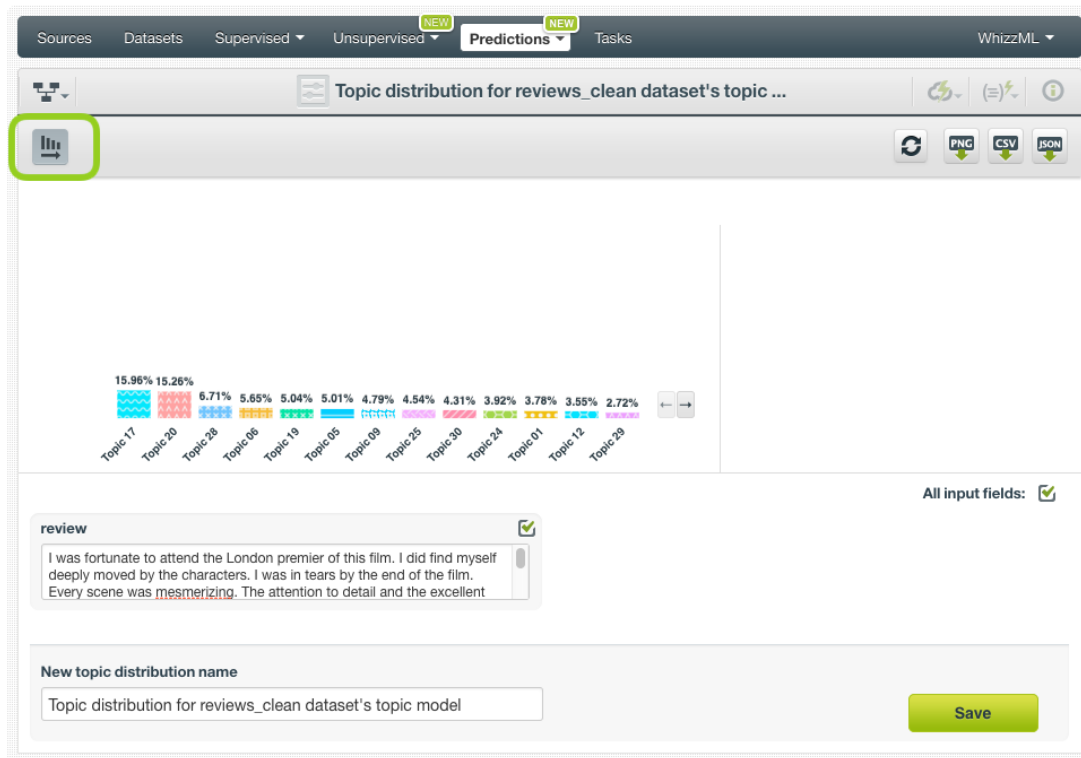 NEW NEW
Sources Datasets Supervised Unsupervised Predictions Tasks WhizzML
Topic distribution for reviews_clean dataset's topic ...
PNG CSV JSON
15.96% 15.26% 6.71% 5.65% 5.04% 5.01% 4.79% 4.54% 4.31% 3.92% 3.78% 3.55% 2.72%
Topic 17 Topic 20 Topic 28 Topic 06 Topic 19 Topic 05 Topic 09 Topic 25 Topic 30 Topic 24 Topic 01 Topic 12 Topic 29
All input fields:
review
I was fortunate to attend the London premier of this film. I did find myself
deeply moved by the characters. I was in tears by the end of the film.
Every scene was mesmerizing. The attention to detail and the excellent
New topic distribution name
Topic distribution for reviews_clean dataset's topic model
Save